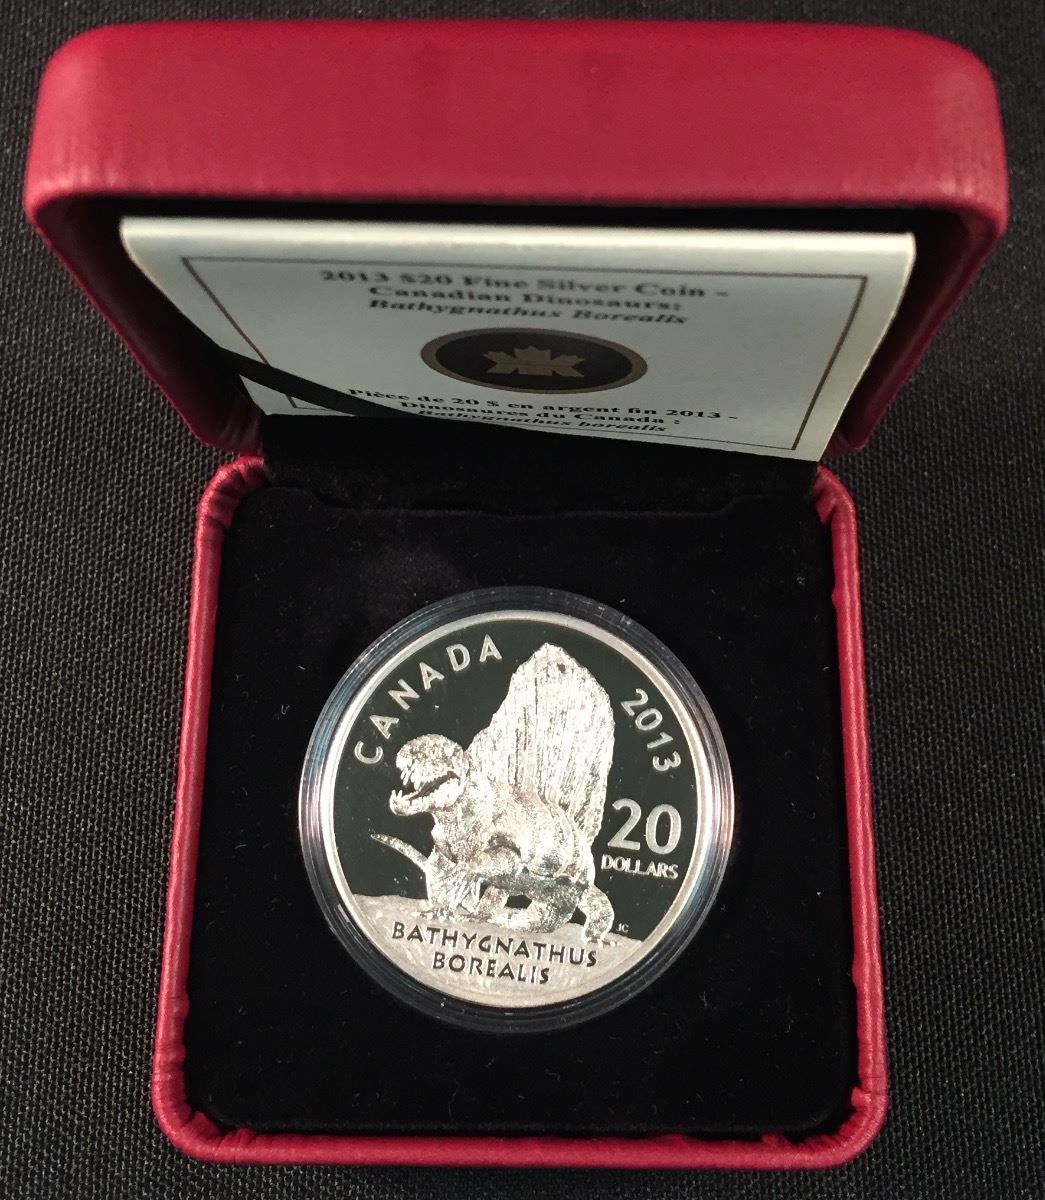 2013 $20 Fine Silver Coin –
Canadian Dinosaurs:
Bathygnathus Borealis
Pièce de 20 $ en argent fin 2013 –
Dinosaures du Canada :
Bathygnathus borealis
CANADA
2013
20
DOLLARS
JC
BATHYGNATHUS
BOREALIS